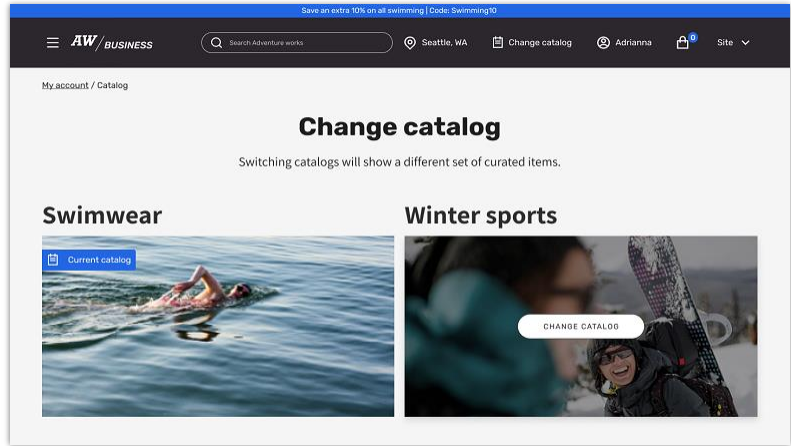 Save an extra 10% on all swimming | Code: Swimming10
AW/BUSINESS
Search Adventure works
Seattle, WA
Change catalog
Adrianna
0
Site
My account / Catalog
Change catalog
Switching catalogs will show a different set of curated items.
Swimwear
Winter sports
Current catalog
CHANGE CATALOG